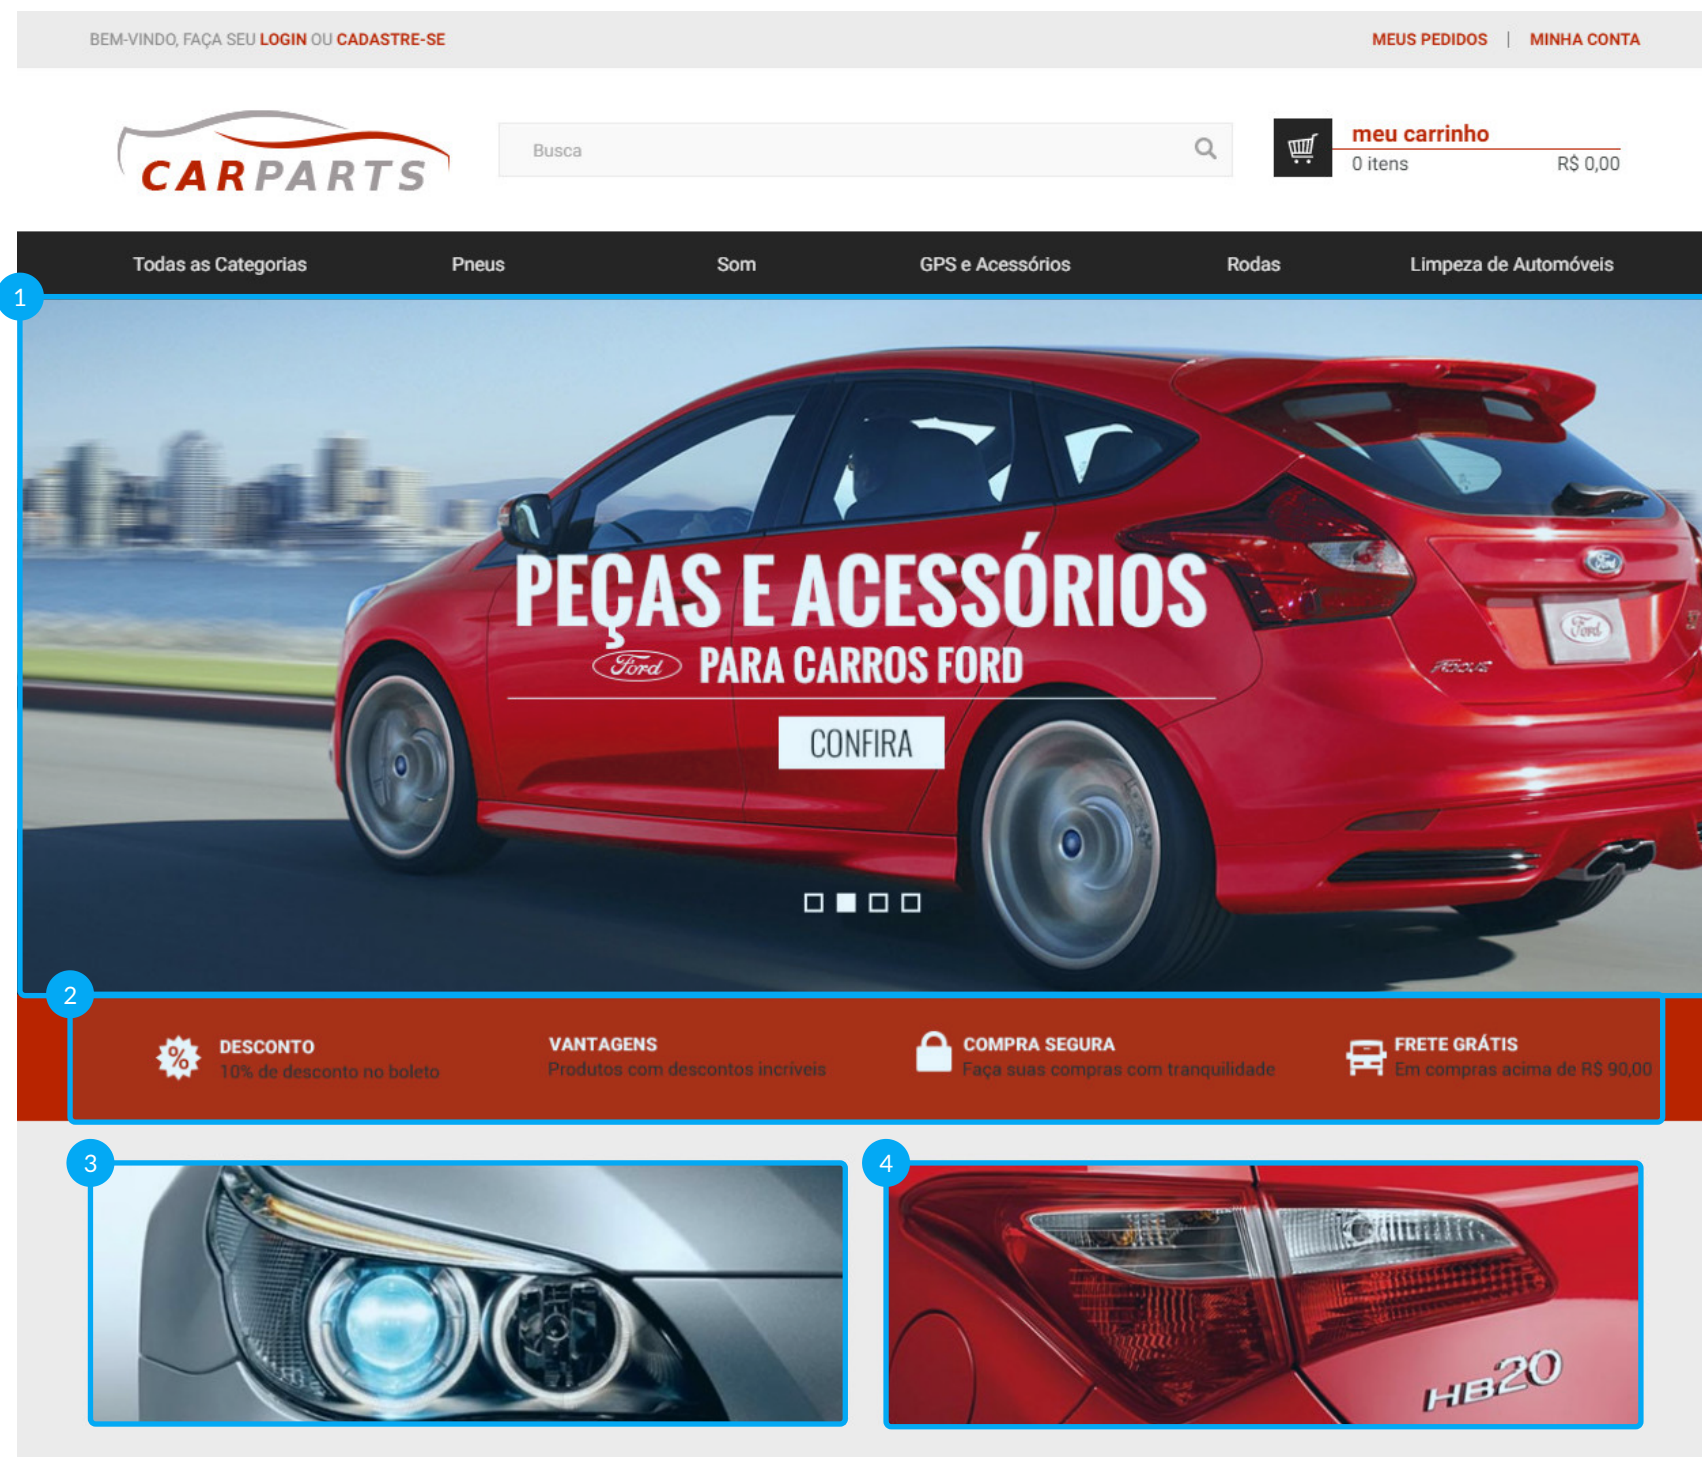 BEM-VINDO, FAÇA SEU LOGIN OU CADASTRE-SE
MEUS PEDIDOS | MINHA CONTA
CARPARTS
Busca
meu carrinho
0 itens R$ 0,00
Todas as Categorias Pneus Som GPS e Acessórios Rodas Limpeza de Automóveis
1
PEÇAS E ACESSÓRIOS
Ford PARA CARROS FORD
CONFIRA
Ford
Ford
FOCUS
2
% DESCONTO
10% de desconto no boleto
VANTAGENS
Produtos com descontos incríveis
COMPRA SEGURA
Faça suas compras com tranquilidade
FRETE GRÁTIS
Em compras acima de R$ 90,00
3
4
HB20